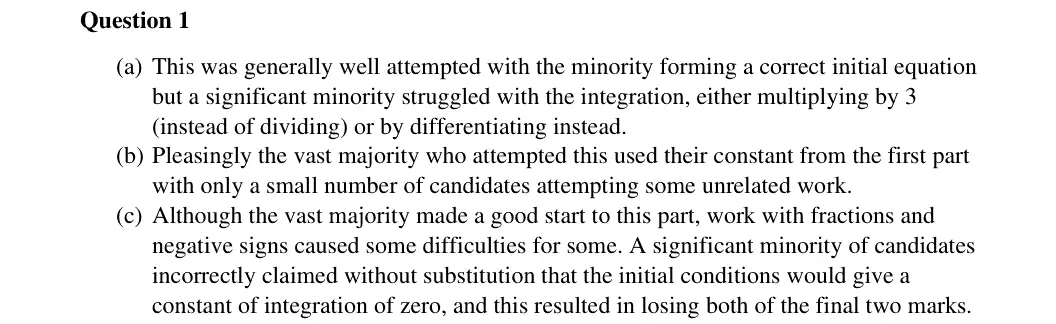 Question 1
(a) This was generally well attempted with the minority forming a correct initial equation
but a significant minority struggled with the integration, either multiplying by 3
(instead of dividing) or by differentiating instead.
(b) Pleasingly the vast majority who attempted this used their constant from the first part
with only a small number of candidates attempting some unrelated work.
(c) Although the vast majority made a good start to this part, work with fractions and
negative signs caused some difficulties for some. A significant minority of candidates
incorrectly claimed without substitution that the initial conditions would give a
constant of integration of zero, and this resulted in losing both of the final two marks.